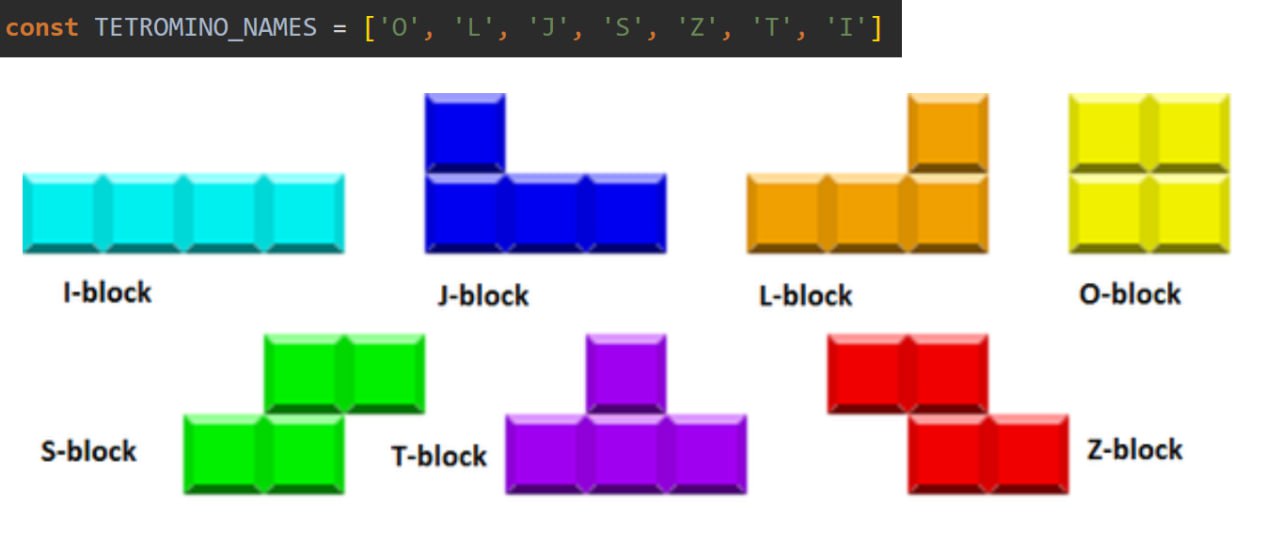 const TETROMINO_NAMES = ['O', 'L', 'J', 'S', 'Z', 'T', 'I']
I-block
J-block
L-block
O-block
S-block
T-block
Z-block